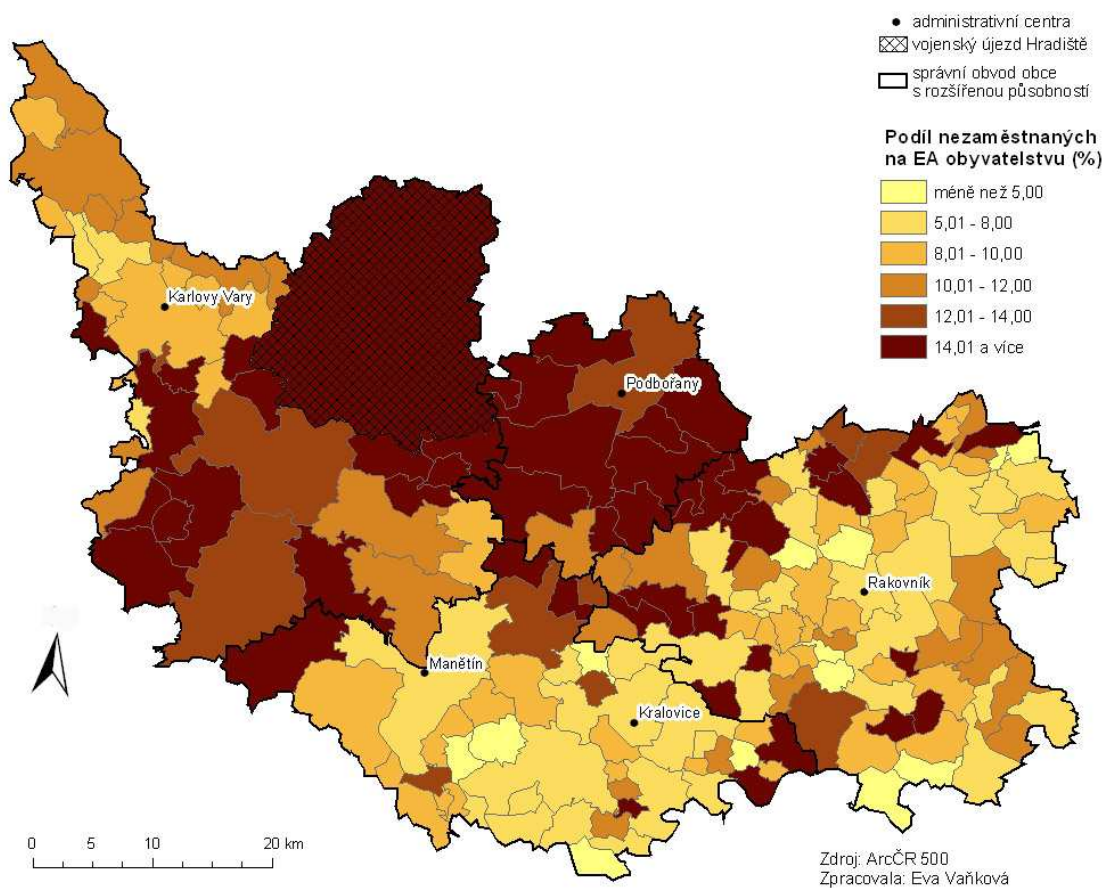 administrativní centra
vojenský újezd Hradiště
správní obvod obce
s rozšířenou působností
Podíl nezaměstnaných
na EA obyvatelstvu (%)
méně než 5,00
5,01 - 8,00
8,01 - 10,00
10,01 - 12,00
12,01 - 14,00
14,01 a více
Karlovy Vary
Podbořany
Rakovník
Manětín
Kralovice
0 5 10 20 km
Zdroj: ArcČR 500
Zpracovala: Eva Vaňková